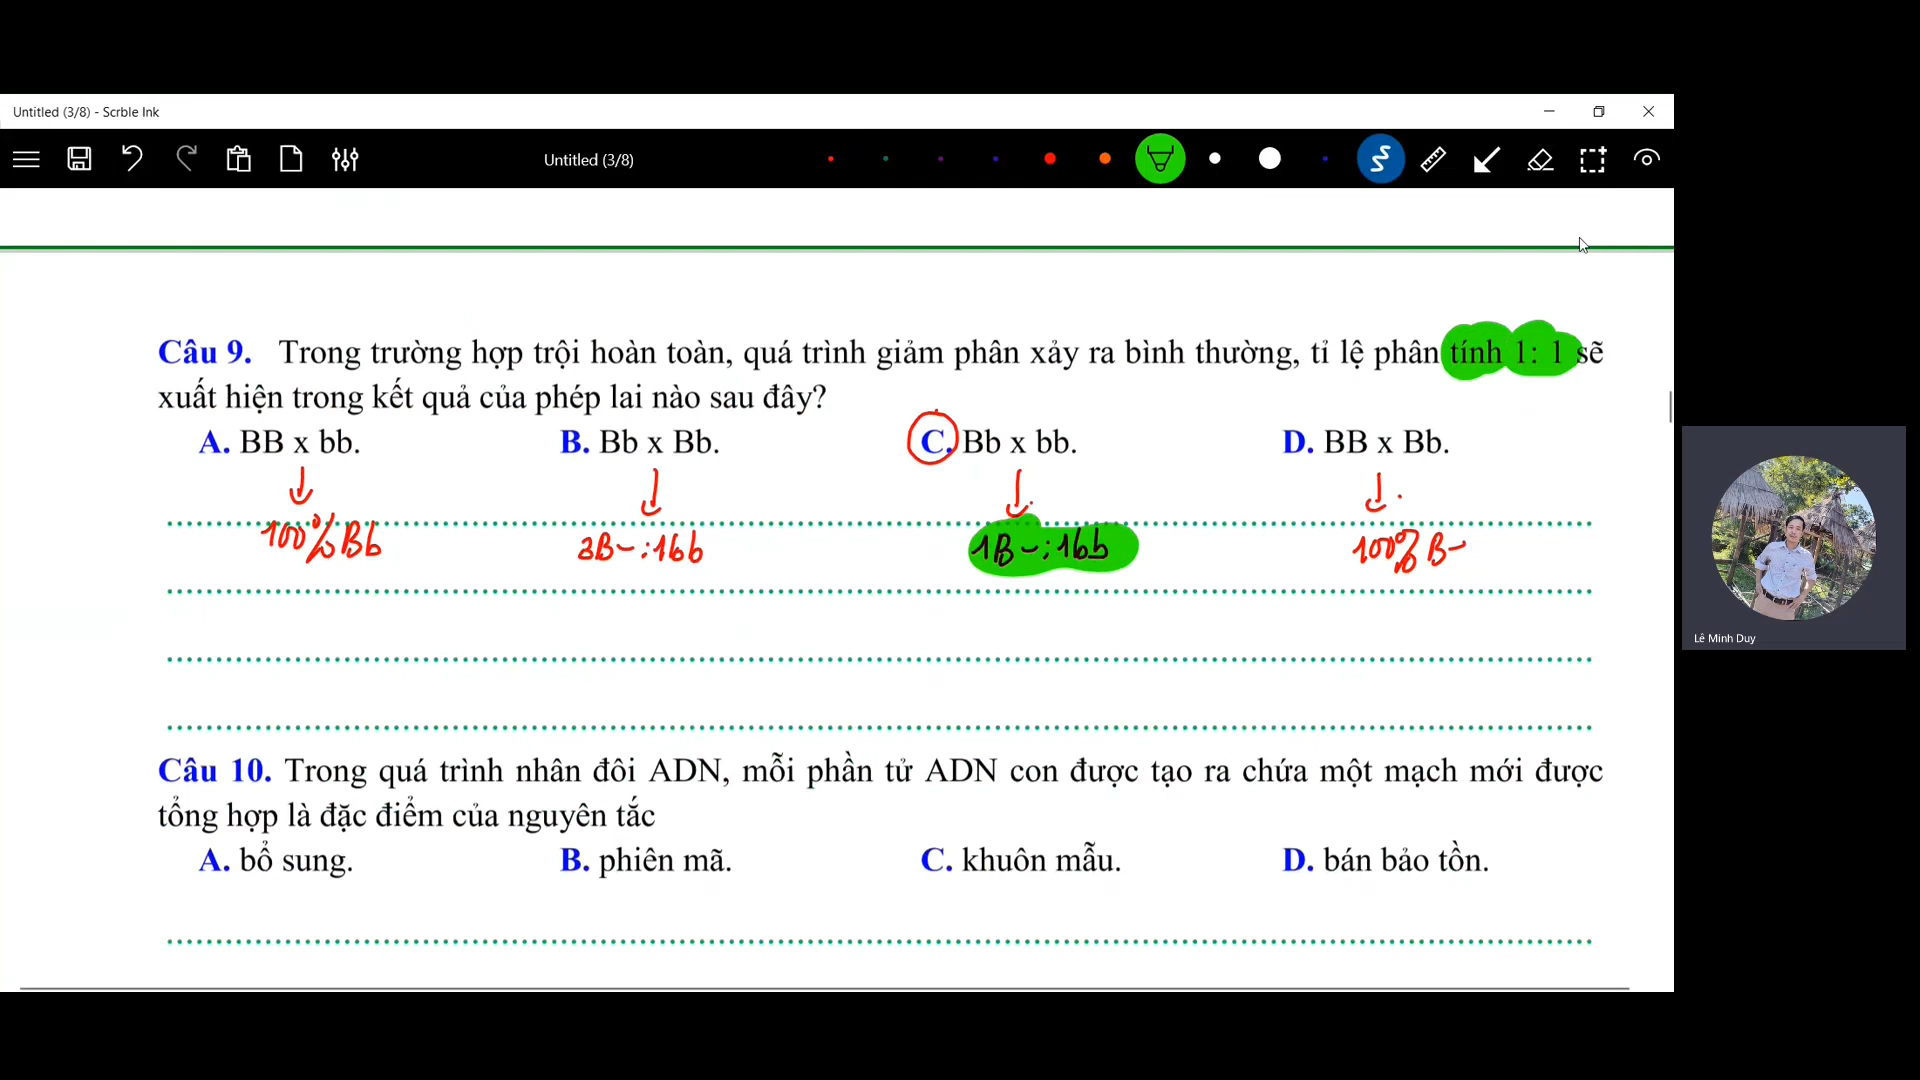 Untitled (3/8) - Scrble Ink
Untitled (3/8)
Câu 9. Trong trường hợp trội hoàn toàn, quá trình giảm phân xảy ra bình thường, tỉ lệ phân tính 1: 1 sẽ
xuất hiện trong kết quả của phép lai nào sau đây?
A. BB x bb. B. Bb x Bb. C. Bb x bb. D. BB x Bb.
100% Bb 3B- : 1bb 1B- : 1bb 100% B-
Lê Minh Duy
Câu 10. Trong quá trình nhân đôi ADN, mỗi phần tử ADN con được tạo ra chứa một mạch mới được
tổng hợp là đặc điểm của nguyên tắc
A. bổ sung. B. phiên mã. C. khuôn mẫu. D. bán bảo tồn.